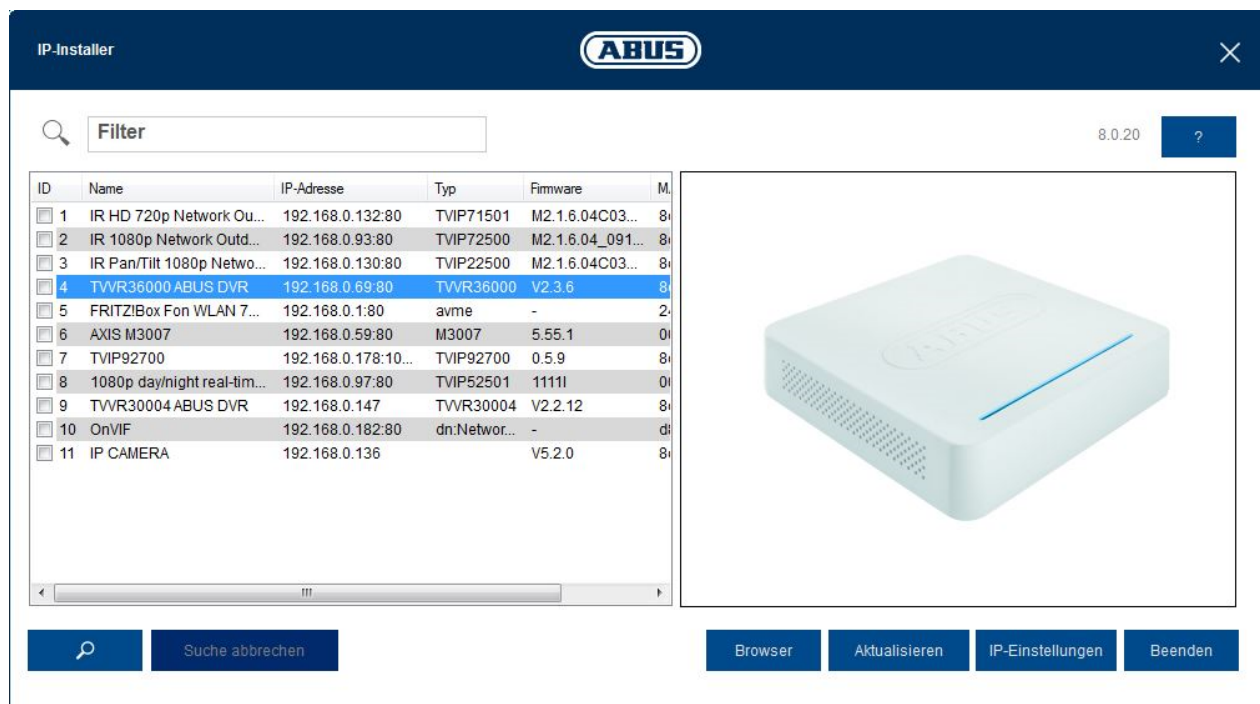 IP-Installer
ABUS
Filter
8.0.20
?
ID Name IP-Adresse Typ Firmware M.
1 IR HD 720p Network Ou... 192.168.0.132:80 TVIP71501 M2.1.6.04C03...
2 IR 1080p Network Outd... 192.168.0.93:80 TVIP72500 M2.1.6.04_091...
3 IR Pan/Tilt 1080p Netwo... 192.168.0.130:80 TVIP22500 M2.1.6.04C03...
4 TVVR36000 ABUS DVR 192.168.0.69:80 TVVR36000 V2.3.6
5 FRITZ!Box Fon WLAN 7... 192.168.0.1:80 avme -
6 AXIS M3007 192.168.0.59:80 M3007 5.55.1
7 TVIP92700 192.168.0.178:10... TVIP92700 0.5.9
8 1080p day/night real-tim... 192.168.0.97:80 TVIP52501
9 TVVR30004 ABUS DVR 192.168.0.147 TVVR30004 V2.2.12
10 OnVIF 192.168.0.182:80 dn:Networ... -
11 IP CAMERA 192.168.0.136 V5.2.0
ABUS
Suche abbrechen
Browser Aktualisieren IP-Einstellungen Beenden